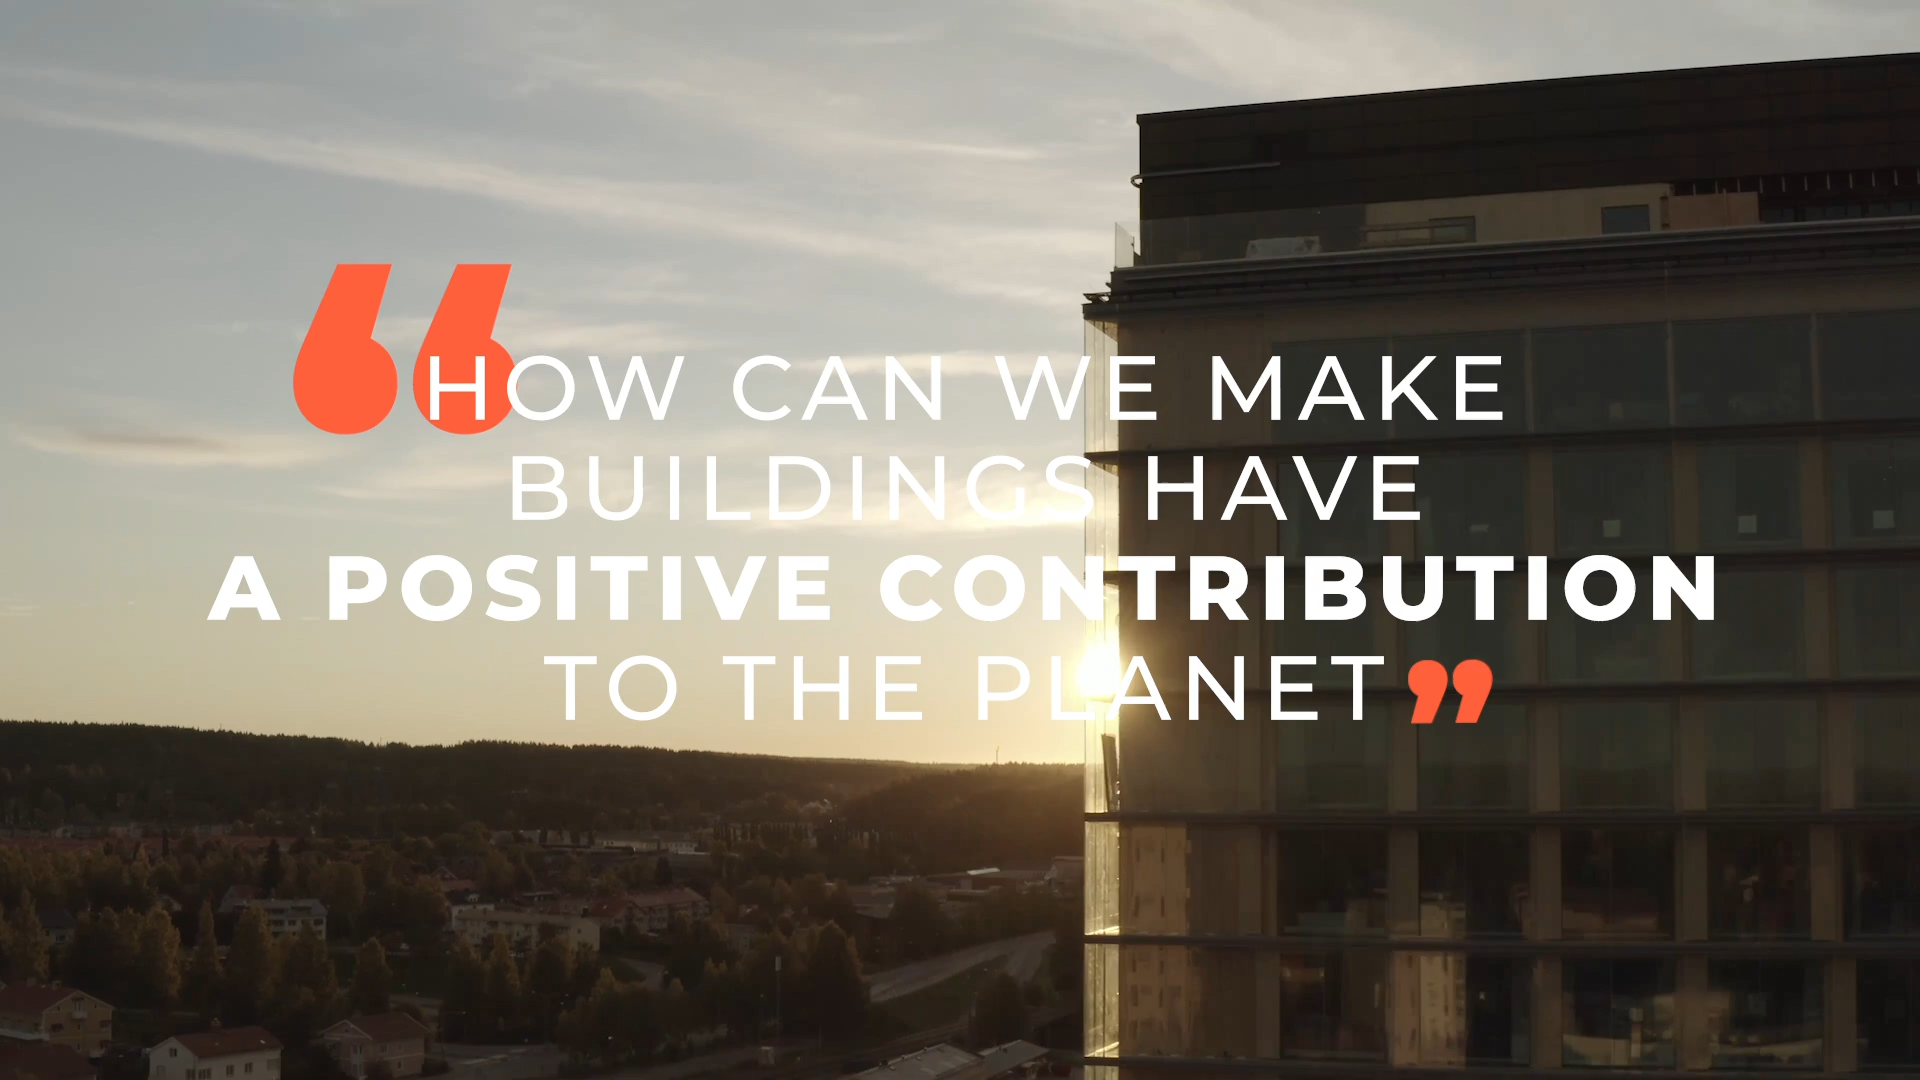 “HOW CAN WE MAKE
BUILDINGS HAVE
A POSITIVE CONTRIBUTION
TO THE PLANET”